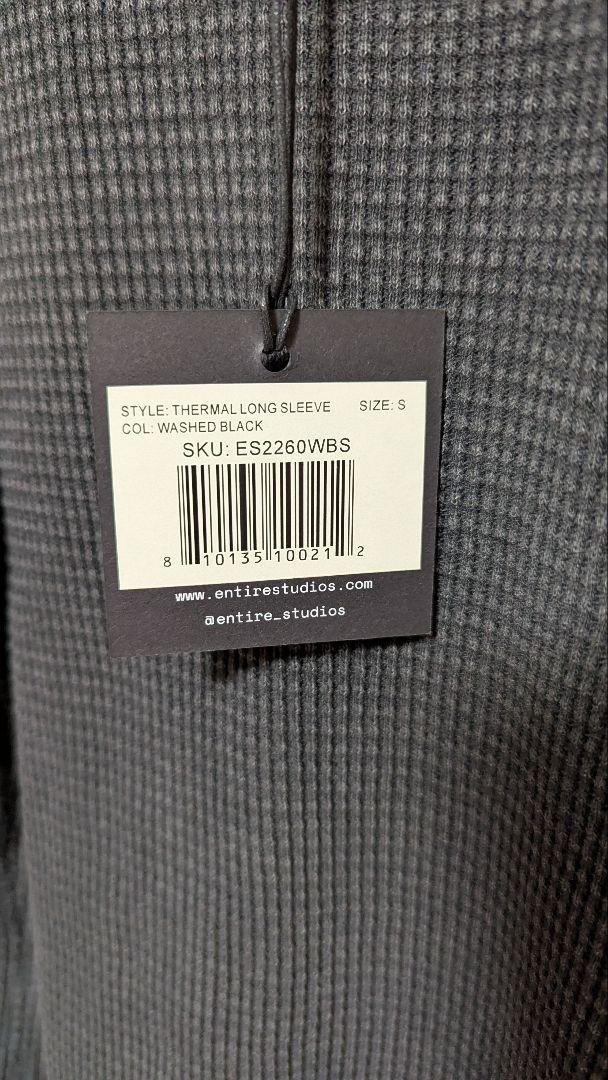 STYLE: THERMAL LONG SLEEVE SIZE: S
COL: WASHED BLACK
SKU: ES2260WBS
8 10135 10021 2
www.entirestudios.com
@entire_studios